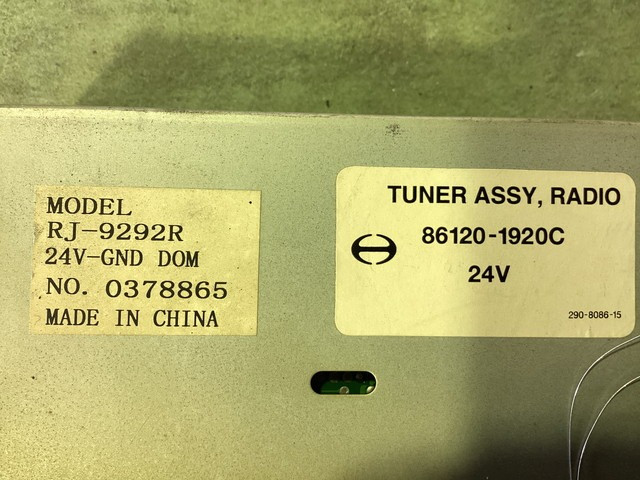 MODEL
RJ-9292R
24V-GND DOM
NO. 0378865
MADE IN CHINA
TUNER ASSY, RADIO
86120-1920C
24V
290-8086-15